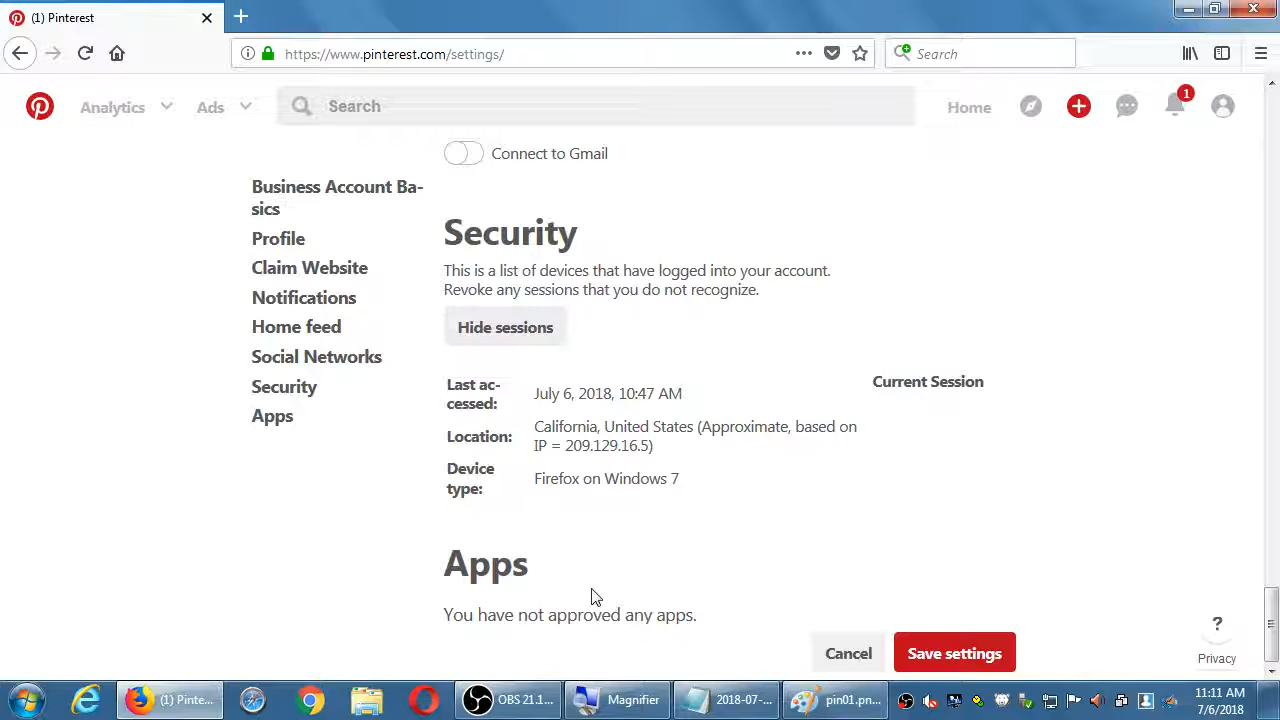 (1) Pinterest
https://www.pinterest.com/settings/
Search
Analytics
Ads
Search
Home
1
Connect to Gmail
Business Account Ba-
sics
Profile
Claim Website
Notifications
Home feed
Social Networks
Security
Apps
Security
This is a list of devices that have logged into your account.
Revoke any sessions that you do not recognize.
Hide sessions
Last ac-
cessed:
July 6, 2018, 10:47 AM
Current Session
Location:
California, United States (Approximate, based on
IP = 209.129.16.5)
Device
type:
Firefox on Windows 7
Apps
You have not approved any apps.
Cancel
Save settings
?
Privacy
(1) Pinte...
OBS 21.1...
Magnifier
2018-07-...
pin01.pn...
11:11 AM
7/6/2018